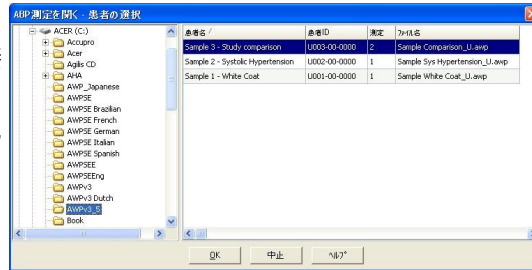 ABP 測定を開く - 患者の選択
ACER (C:)
Accupro
Acer
Agilis CD
AHA
AWP_Japanese
AWPSE
AWPSE Brazilian
AWPSE French
AWPSE German
AWPSE Italian
AWPSE Spanish
AWPSEE
AWPSEEng
AWPv3
AWPv3 Dutch
AWPv3_5
Book
患者名 患者ID 測定 ファイル名
Sample 3 - Study comparison U003-00-0000 2 Sample Comparison_U.awp
Sample 2 - Systolic Hypertension U002-00-0000 1 Sample Sys Hypertension_U.awp
Sample 1 - White Coat U001-00-0000 1 Sample White Coat_U.awp
OK 中止 ヘルプ